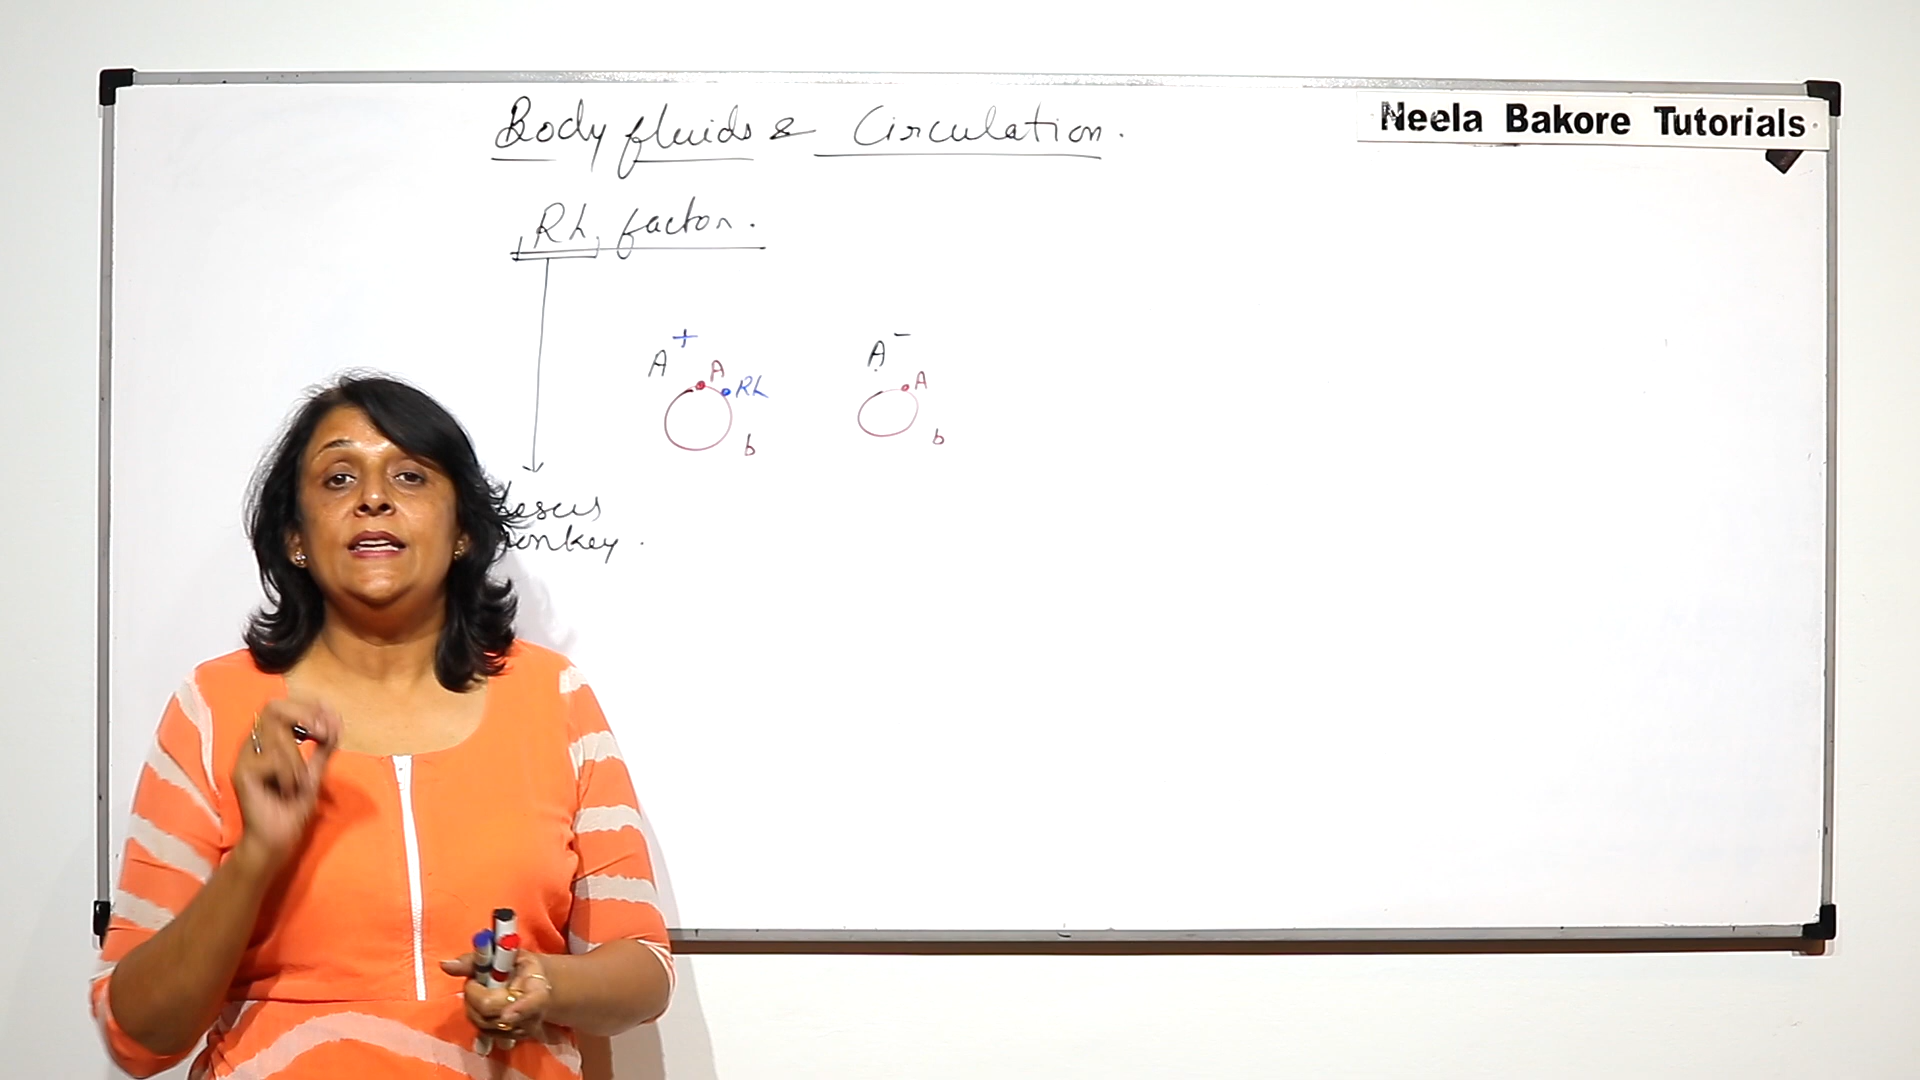 Body fluids & Circulation.
Neela Bakore Tutorials
Rh factor.
A+
A
Rh
b
A-
A
b